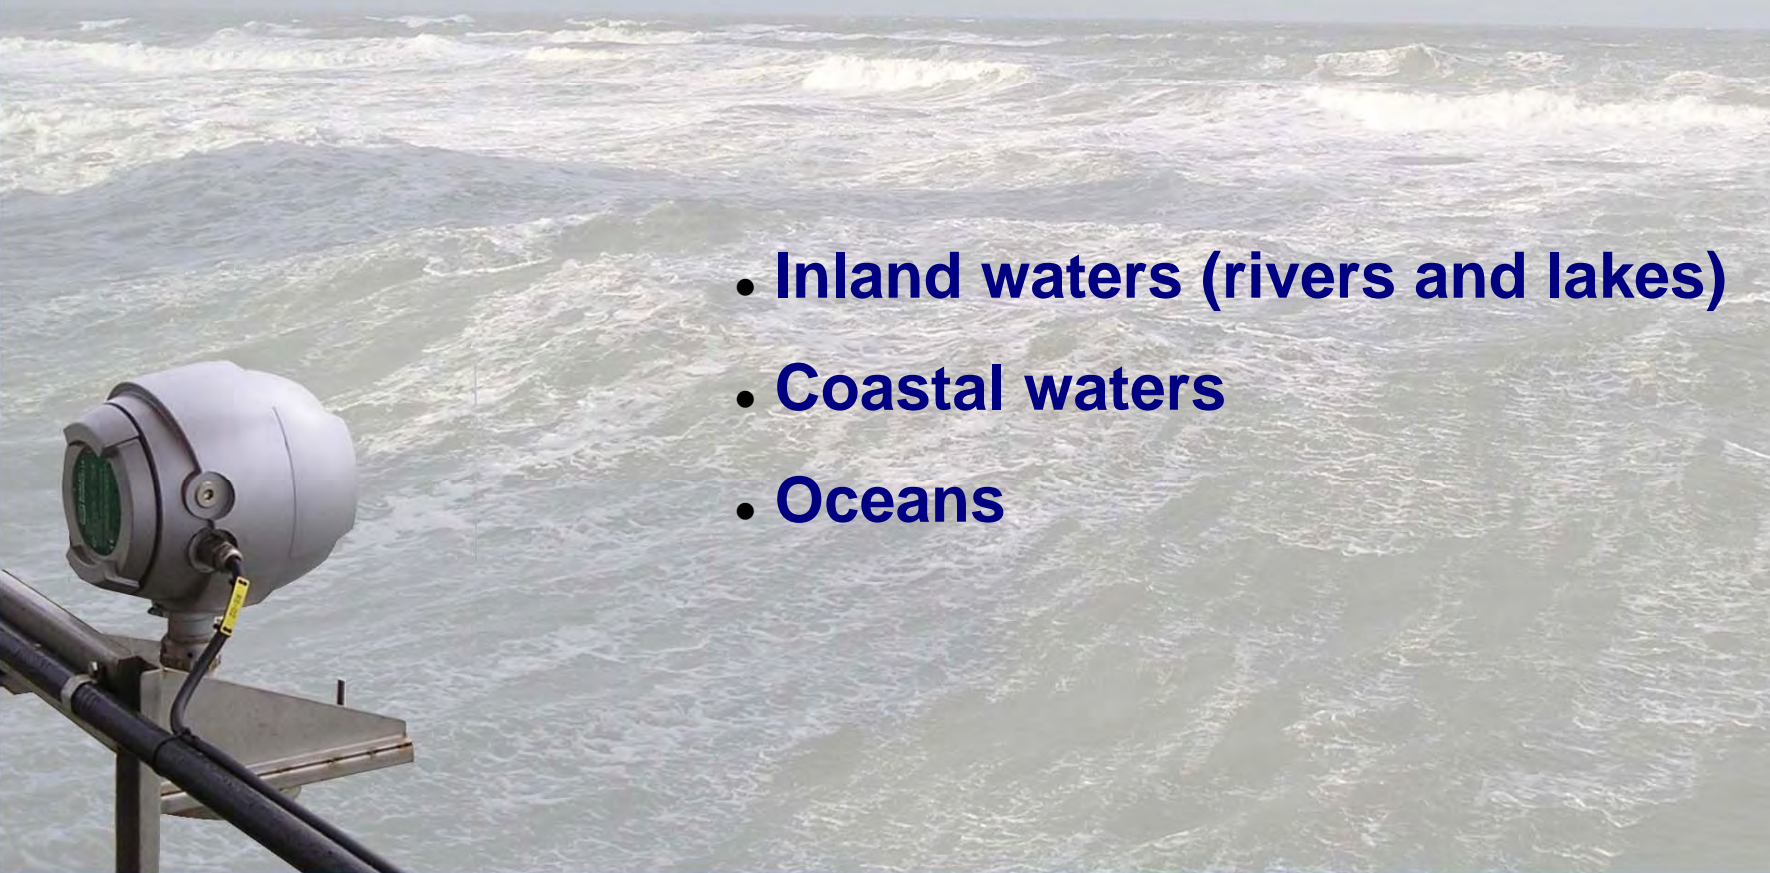 • Inland waters (rivers and lakes)
• Coastal waters
• Oceans